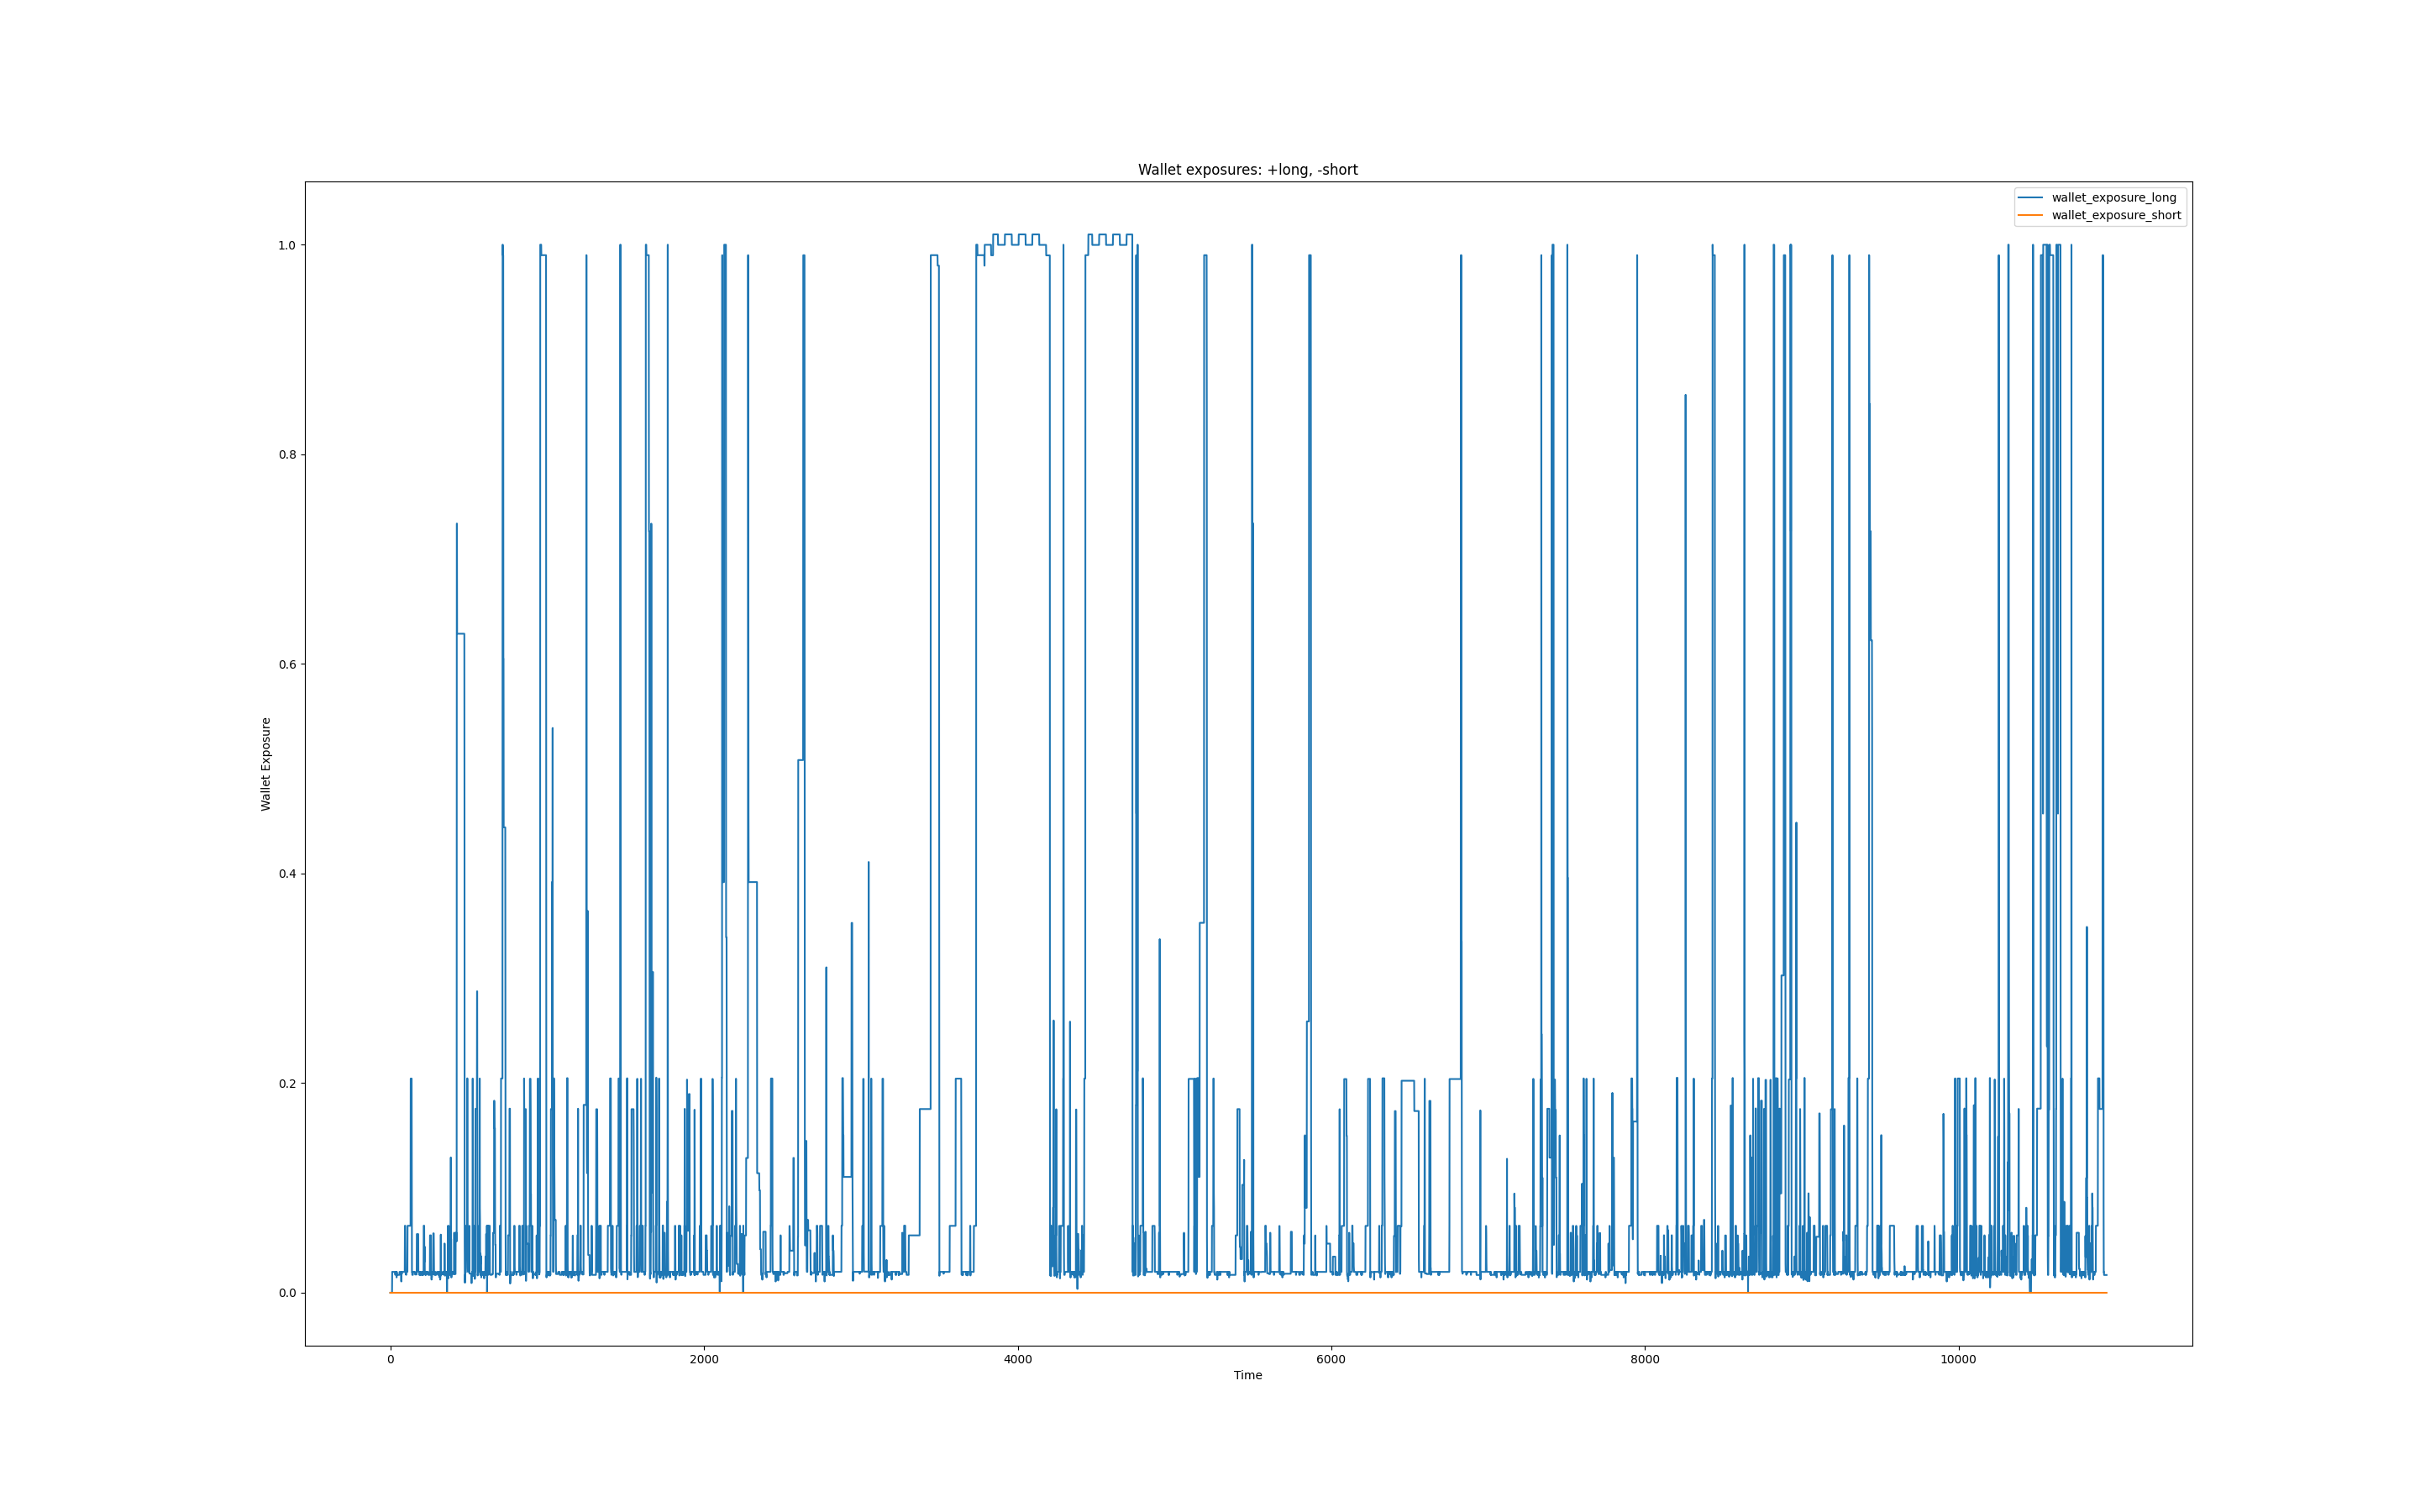 Wallet exposures: +long, -short
wallet_exposure_long
wallet_exposure_short
1.0
0.8
0.6
0.4
0.2
0.0
Wallet Exposure
0 2000 4000 6000 8000 10000
Time